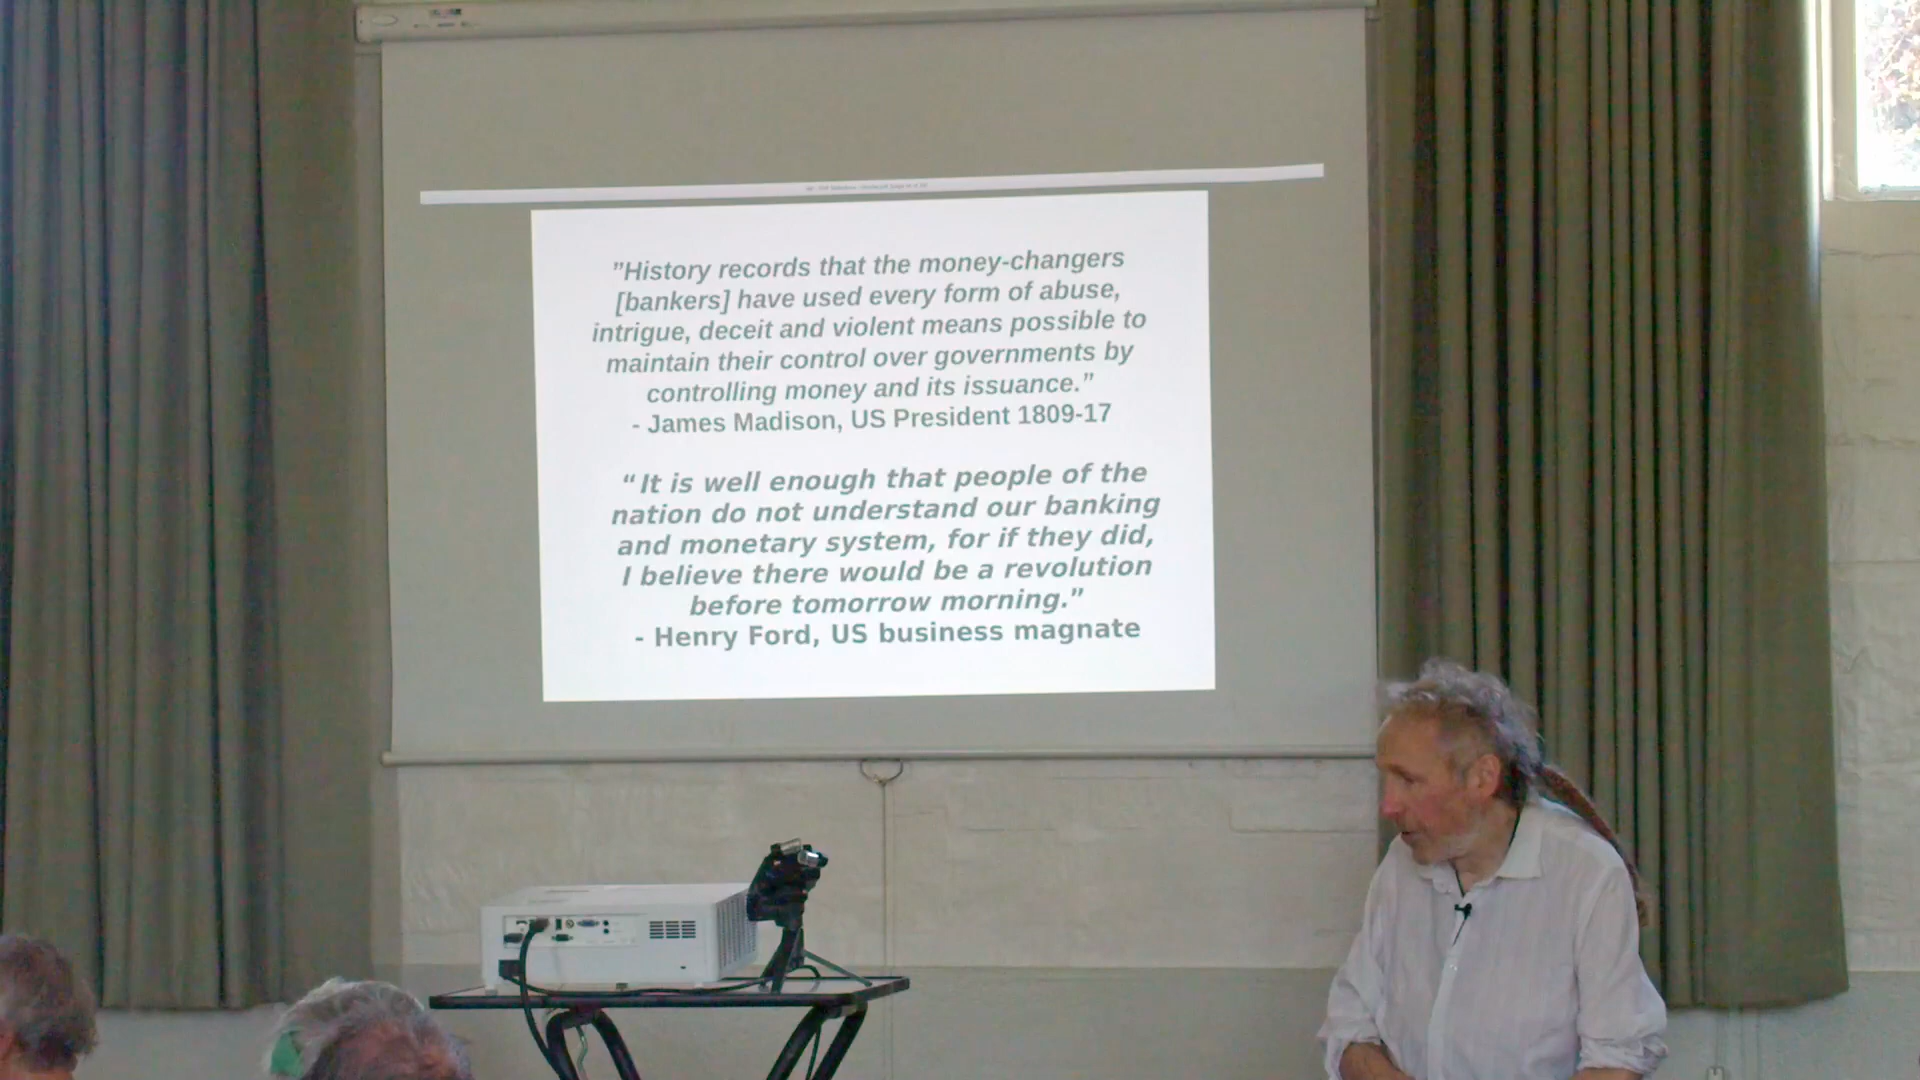 ”History records that the money-changers
[bankers] have used every form of abuse,
intrigue, deceit and violent means possible to
maintain their control over governments by
controlling money and its issuance.”
- James Madison, US President 1809-17
“It is well enough that people of the
nation do not understand our banking
and monetary system, for if they did,
I believe there would be a revolution
before tomorrow morning.”
- Henry Ford, US business magnate